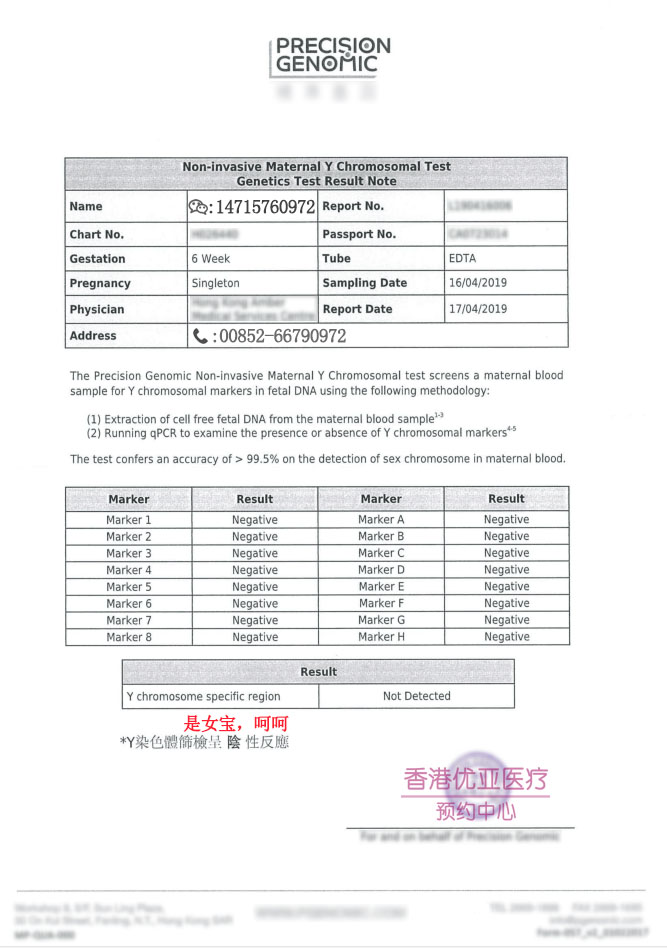 PRECISION
GENOMIC
Non-invasive Maternal Y Chromosomal Test
Genetics Test Result Note
Name :14715760972 Report No.
Chart No. Passport No.
Gestation 6 Week Tube EDTA
Pregnancy Singleton Sampling Date 16/04/2019
Physician Hong Kong Amber Medical Services Centre Report Date 17/04/2019
Address :00852-66790972
The Precision Genomic Non-invasive Maternal Y Chromosomal test screens a maternal blood
sample for Y chromosomal markers in fetal DNA using the following methodology:
(1) Extraction of cell free fetal DNA from the maternal blood sample1-3
(2) Running qPCR to examine the presence or absence of Y chromosomal markers4-5
The test confers an accuracy of > 99.5% on the detection of sex chromosome in maternal blood.
Marker Result Marker Result
Marker 1 Negative Marker A Negative
Marker 2 Negative Marker B Negative
Marker 3 Negative Marker C Negative
Marker 4 Negative Marker D Negative
Marker 5 Negative Marker E Negative
Marker 6 Negative Marker F Negative
Marker 7 Negative Marker G Negative
Marker 8 Negative Marker H Negative
Result
Y chromosome specific region Not Detected
是女宝，呵呵
*Y染色體篩檢呈 陰 性反應
香港优亚医疗
预约中心
For and on behalf of Precision Genomic